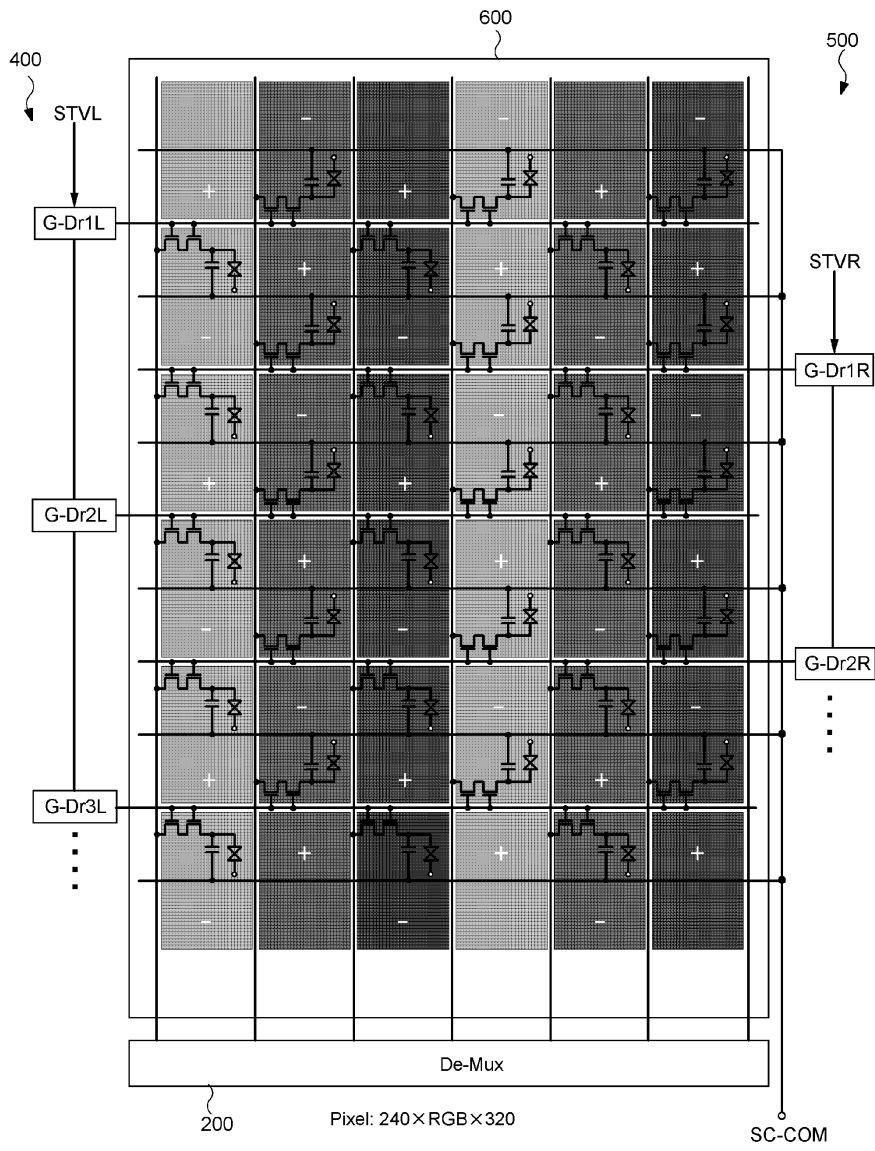 600
400
500
STVL
G-Dr1L
STVR
G-Dr1R
G-Dr2L
G-Dr2R
G-Dr3L
De-Mux
200
Pixel: 240×RGB×320
SC-COM